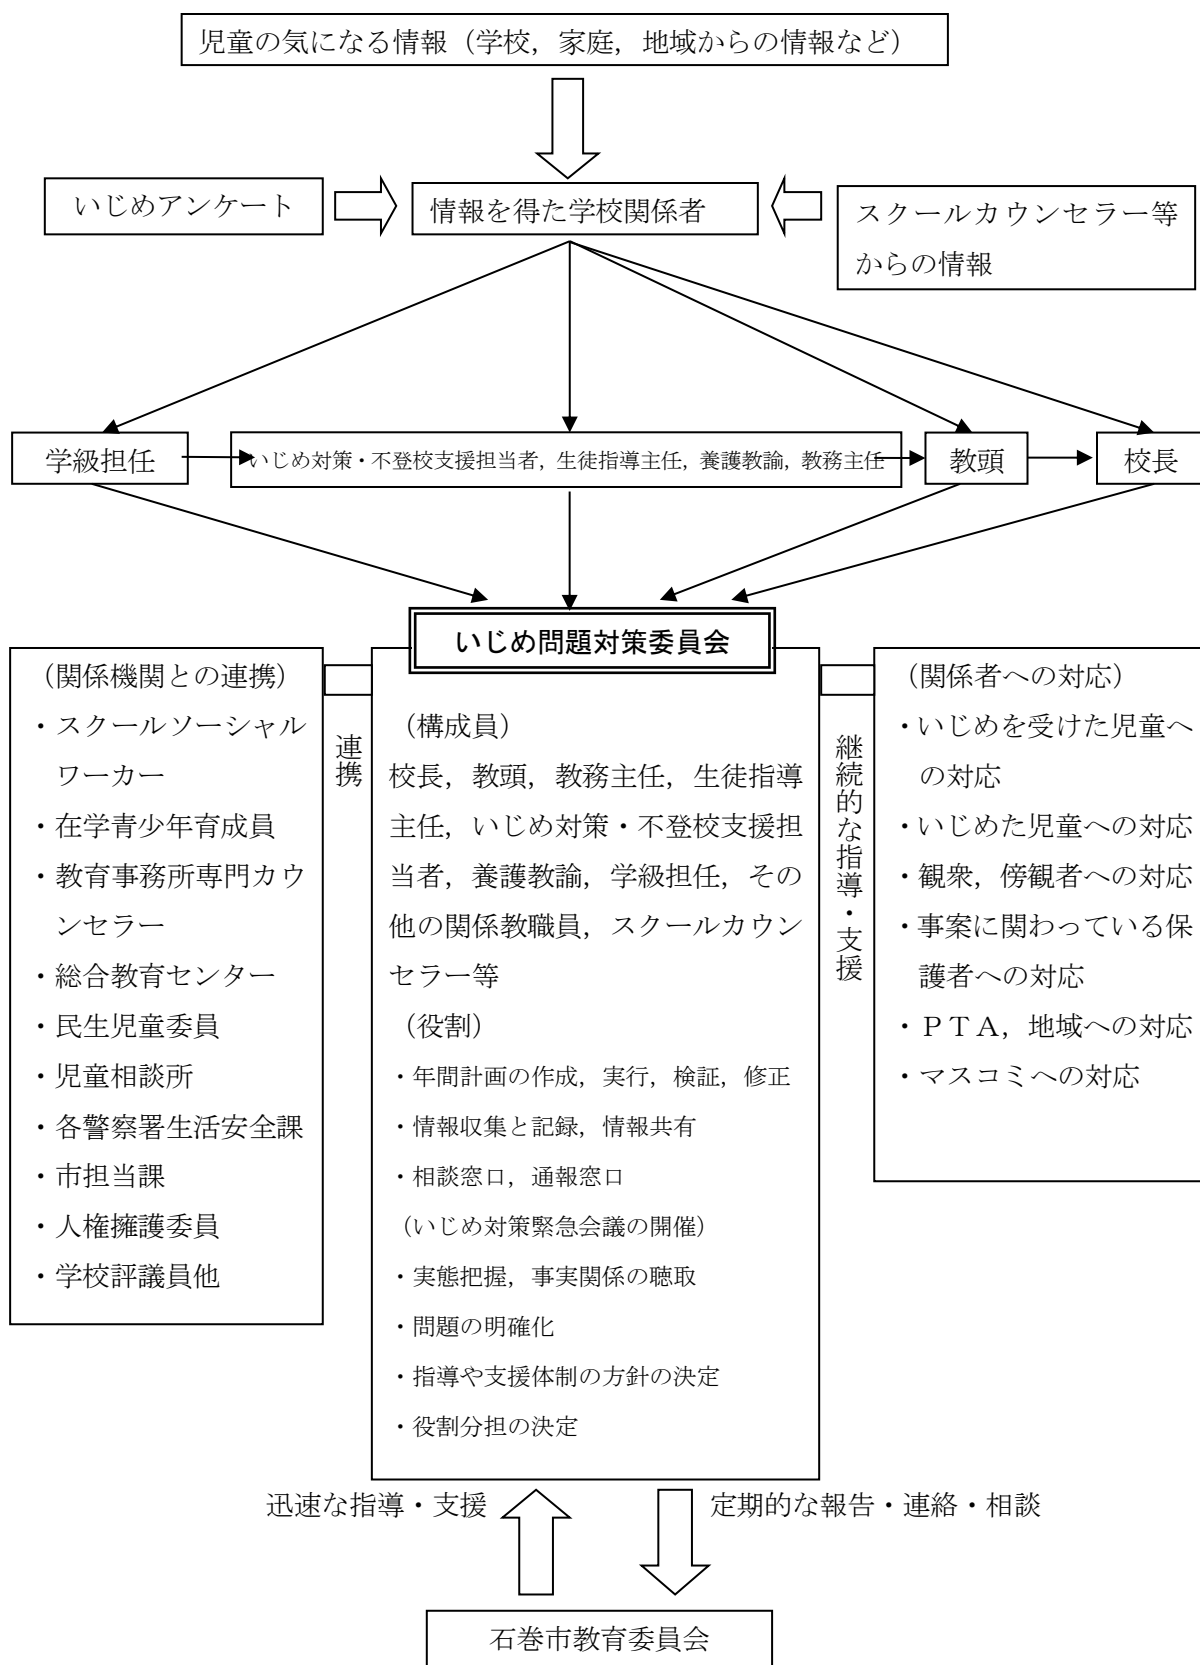 児童の気になる情報（学校，家庭，地域からの情報など）
いじめアンケート
情報を得た学校関係者
スクールカウンセラー等
からの情報
学級担任
いじめ対策・不登校支援担当者，生徒指導主任，養護教諭，教務主任
教頭
校長
いじめ問題対策委員会
（関係機関との連携）
・スクールソーシャル
ワーカー
・在学青少年育成員
・教育事務所専門カウ
ンセラー
・総合教育センター
・民生児童委員
・児童相談所
・各警察署生活安全課
・市担当課
・人権擁護委員
・学校評議員他
連携
（構成員）
校長，教頭，教務主任，生徒指導
主任，いじめ対策・不登校支援担
当者，養護教諭，学級担任，その
他の関係教職員，スクールカウン
セラー等
（役割）
・年間計画の作成，実行，検証，修正
・情報収集と記録，情報共有
・相談窓口，通報窓口
（いじめ対策緊急会議の開催）
・実態把握，事実関係の聴取
・問題の明確化
・指導や支援体制の方針の決定
・役割分担の決定
継続的な指導・支援
（関係者への対応）
・いじめを受けた児童へ
の対応
・いじめた児童への対応
・観衆，傍観者への対応
・事案に関わっている保
護者への対応
・ＰＴＡ，地域への対応
・マスコミへの対応
迅速な指導・支援
定期的な報告・連絡・相談
石巻市教育委員会